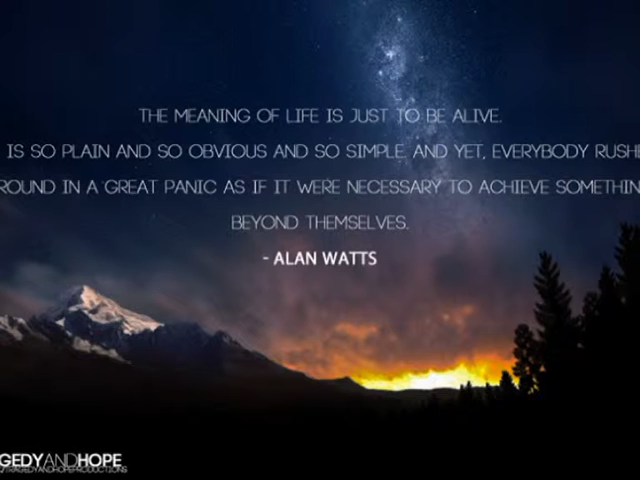 THE MEANING OF LIFE IS JUST TO BE ALIVE.
IS SO PLAIN AND SO OBVIOUS AND SO SIMPLE. AND YET, EVERYBODY RUSHE
ROUND IN A GREAT PANIC AS IF IT WERE NECESSARY TO ACHIEVE SOMETHIN
BEYOND THEMSELVES.
- ALAN WATTS
GEDYANDHOPE
/TRAGEDYANDHOPEPRODUCTIONS